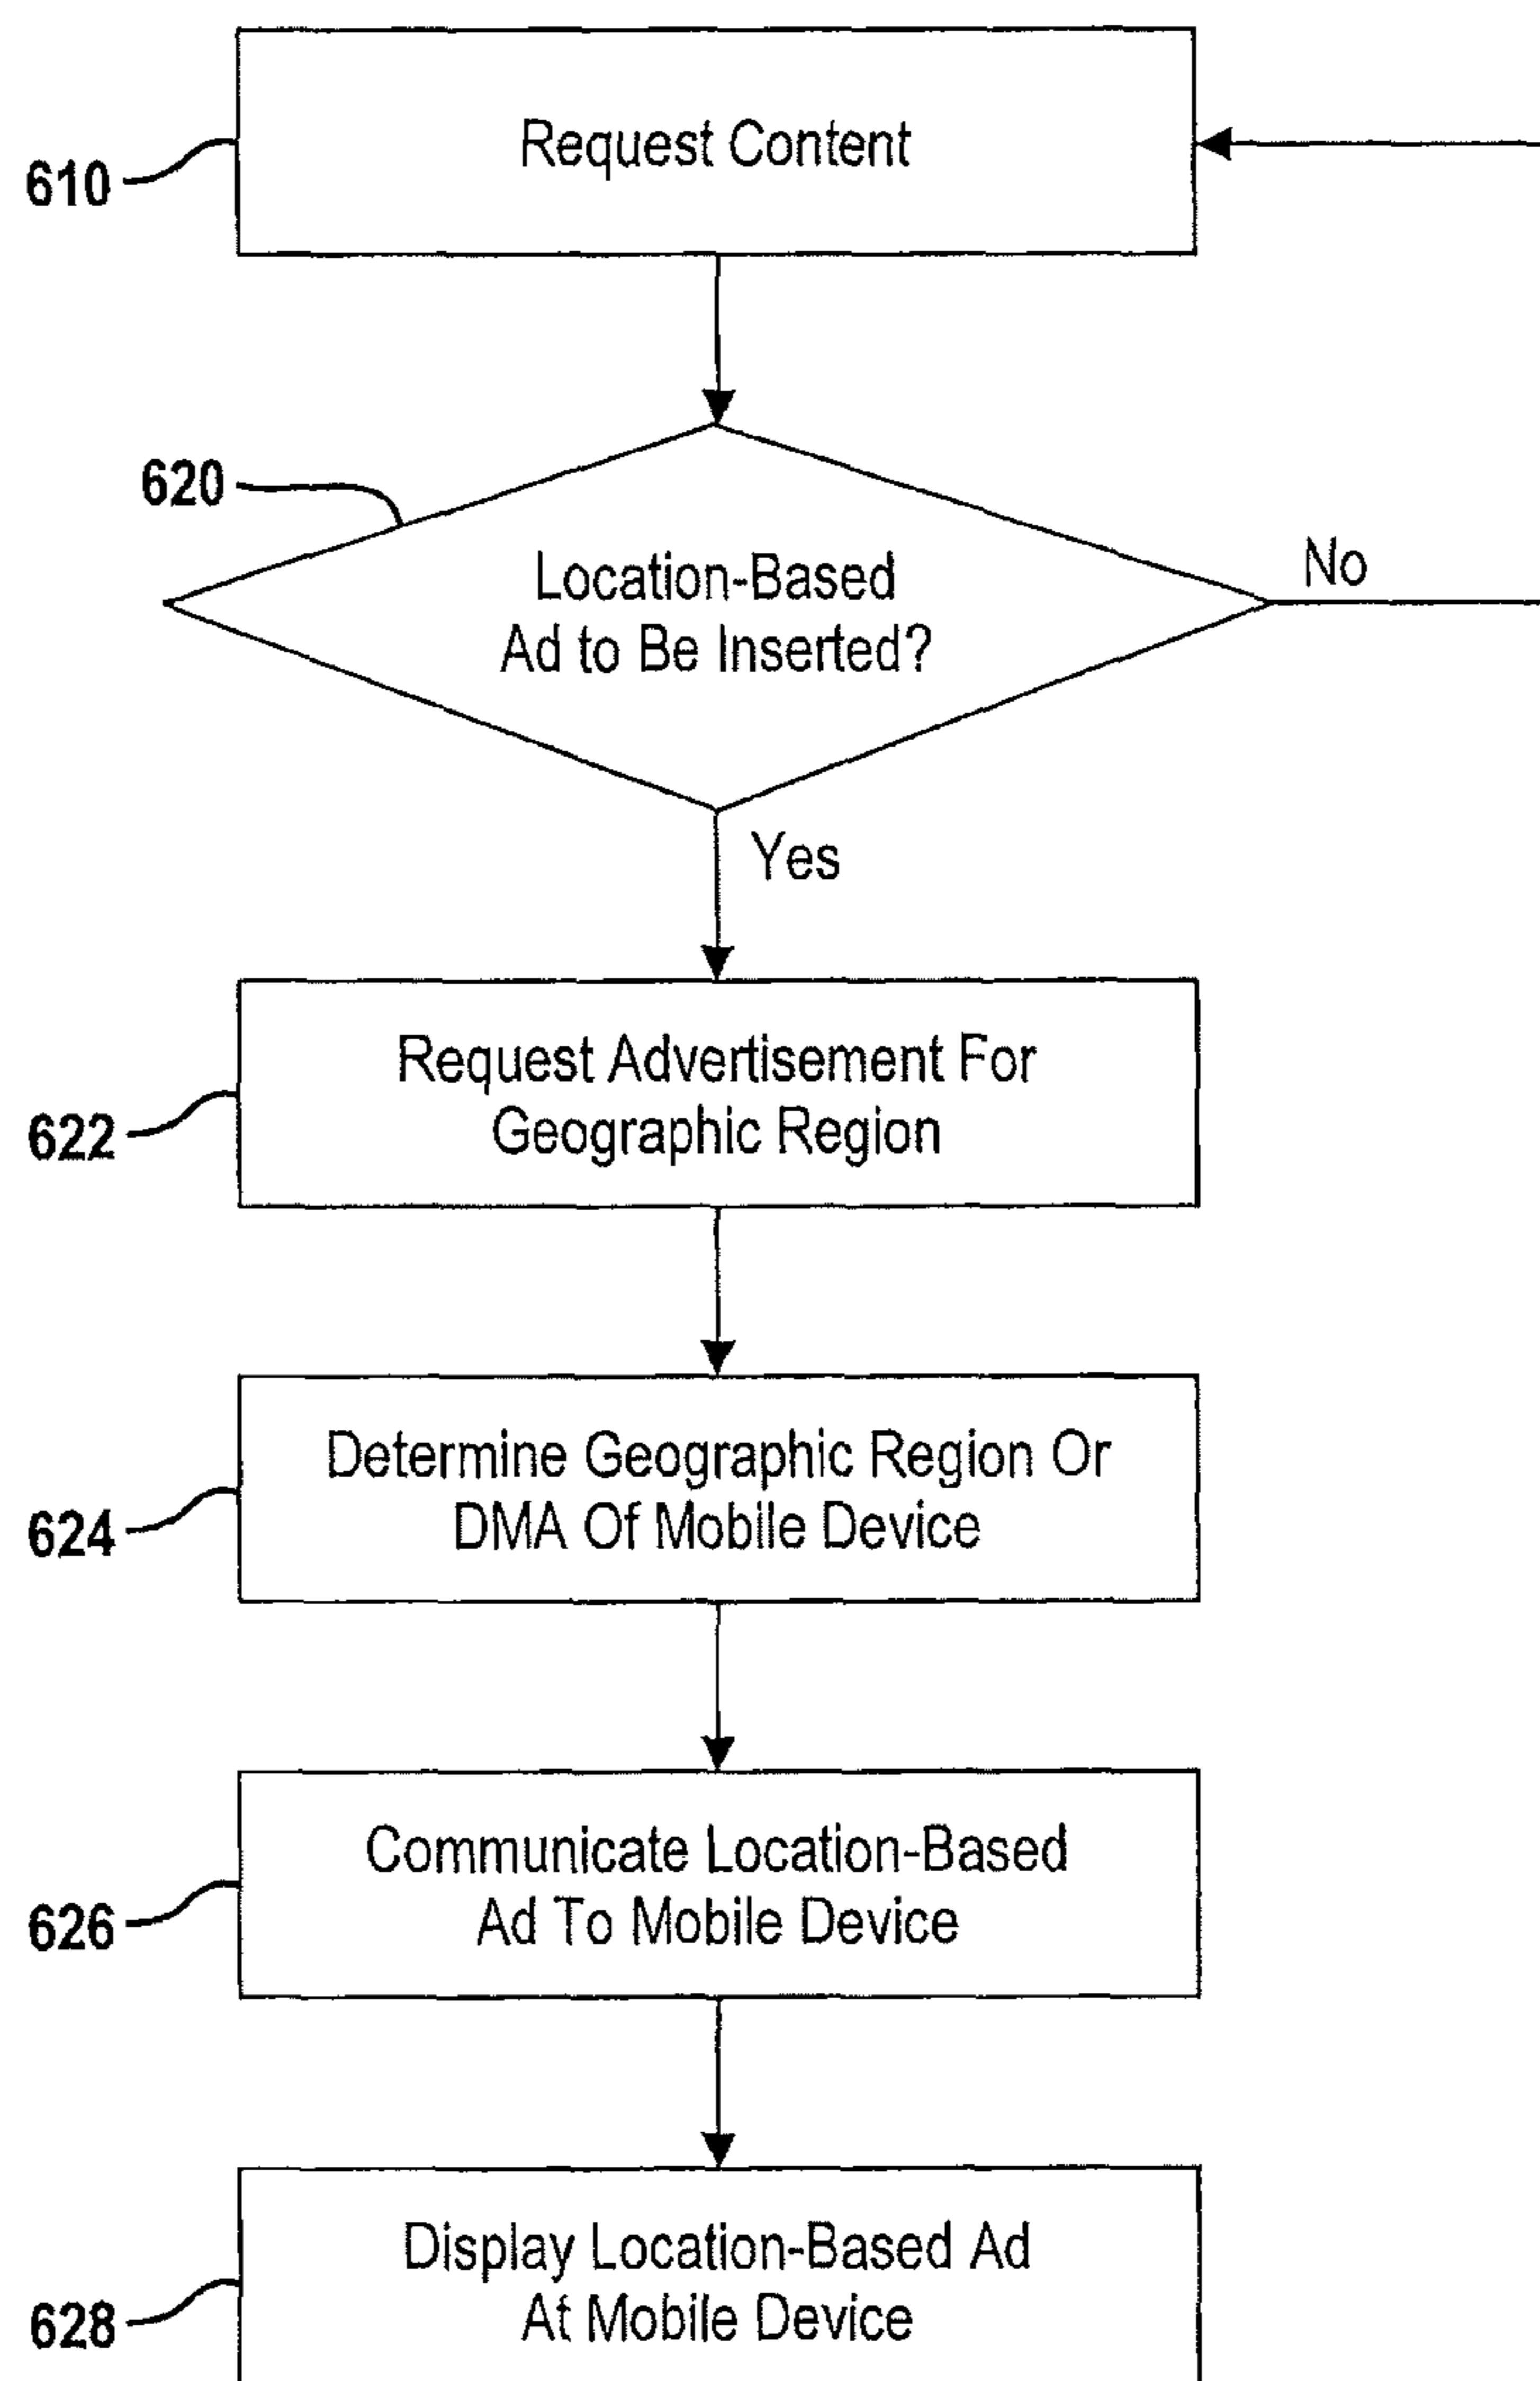 Request Content
610
620
Location-Based
Ad to Be Inserted?
No
Yes
Request Advertisement For
Geographic Region
622
Determine Geographic Region Or
DMA Of Mobile Device
624
Communicate Location-Based
Ad To Mobile Device
626
Display Location-Based Ad
At Mobile Device
628